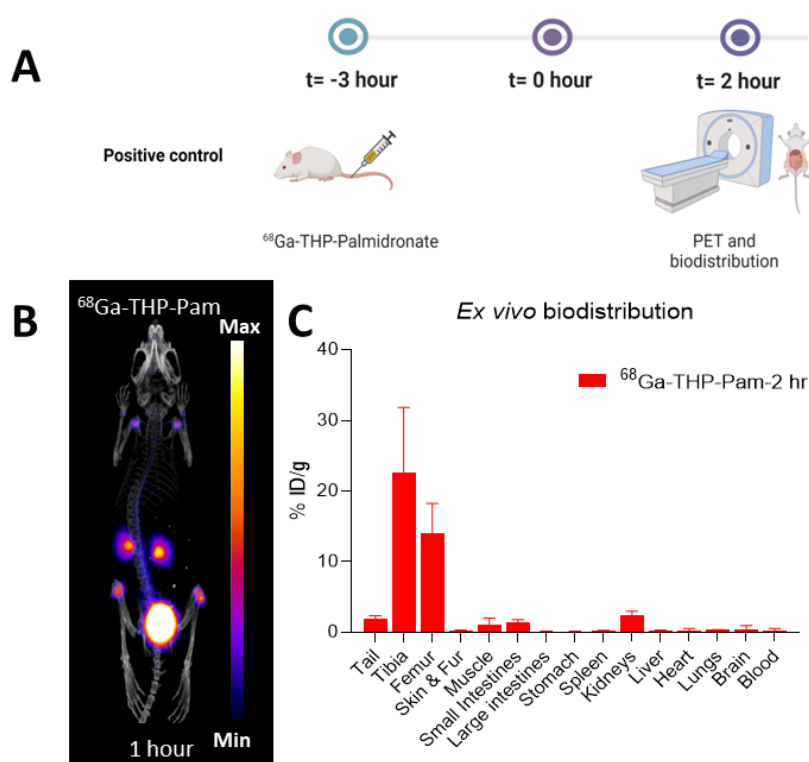 A
t= -3 hour
t= 0 hour
t= 2 hour
Positive control
⁶⁸Ga-THP-Palmidronate
PET and
biodistribution
B
⁶⁸Ga-THP-Pam
Max
Min
1 hour
C
Ex vivo biodistribution
⁶⁸Ga-THP-Pam-2 hr
% ID/g
40
30
20
10
0
Tail
Tibia
Femur
Skin & Fur
Muscle
Small Intestines
Large intestines
Stomach
Spleen
Kidneys
Liver
Heart
Lungs
Brain
Blood